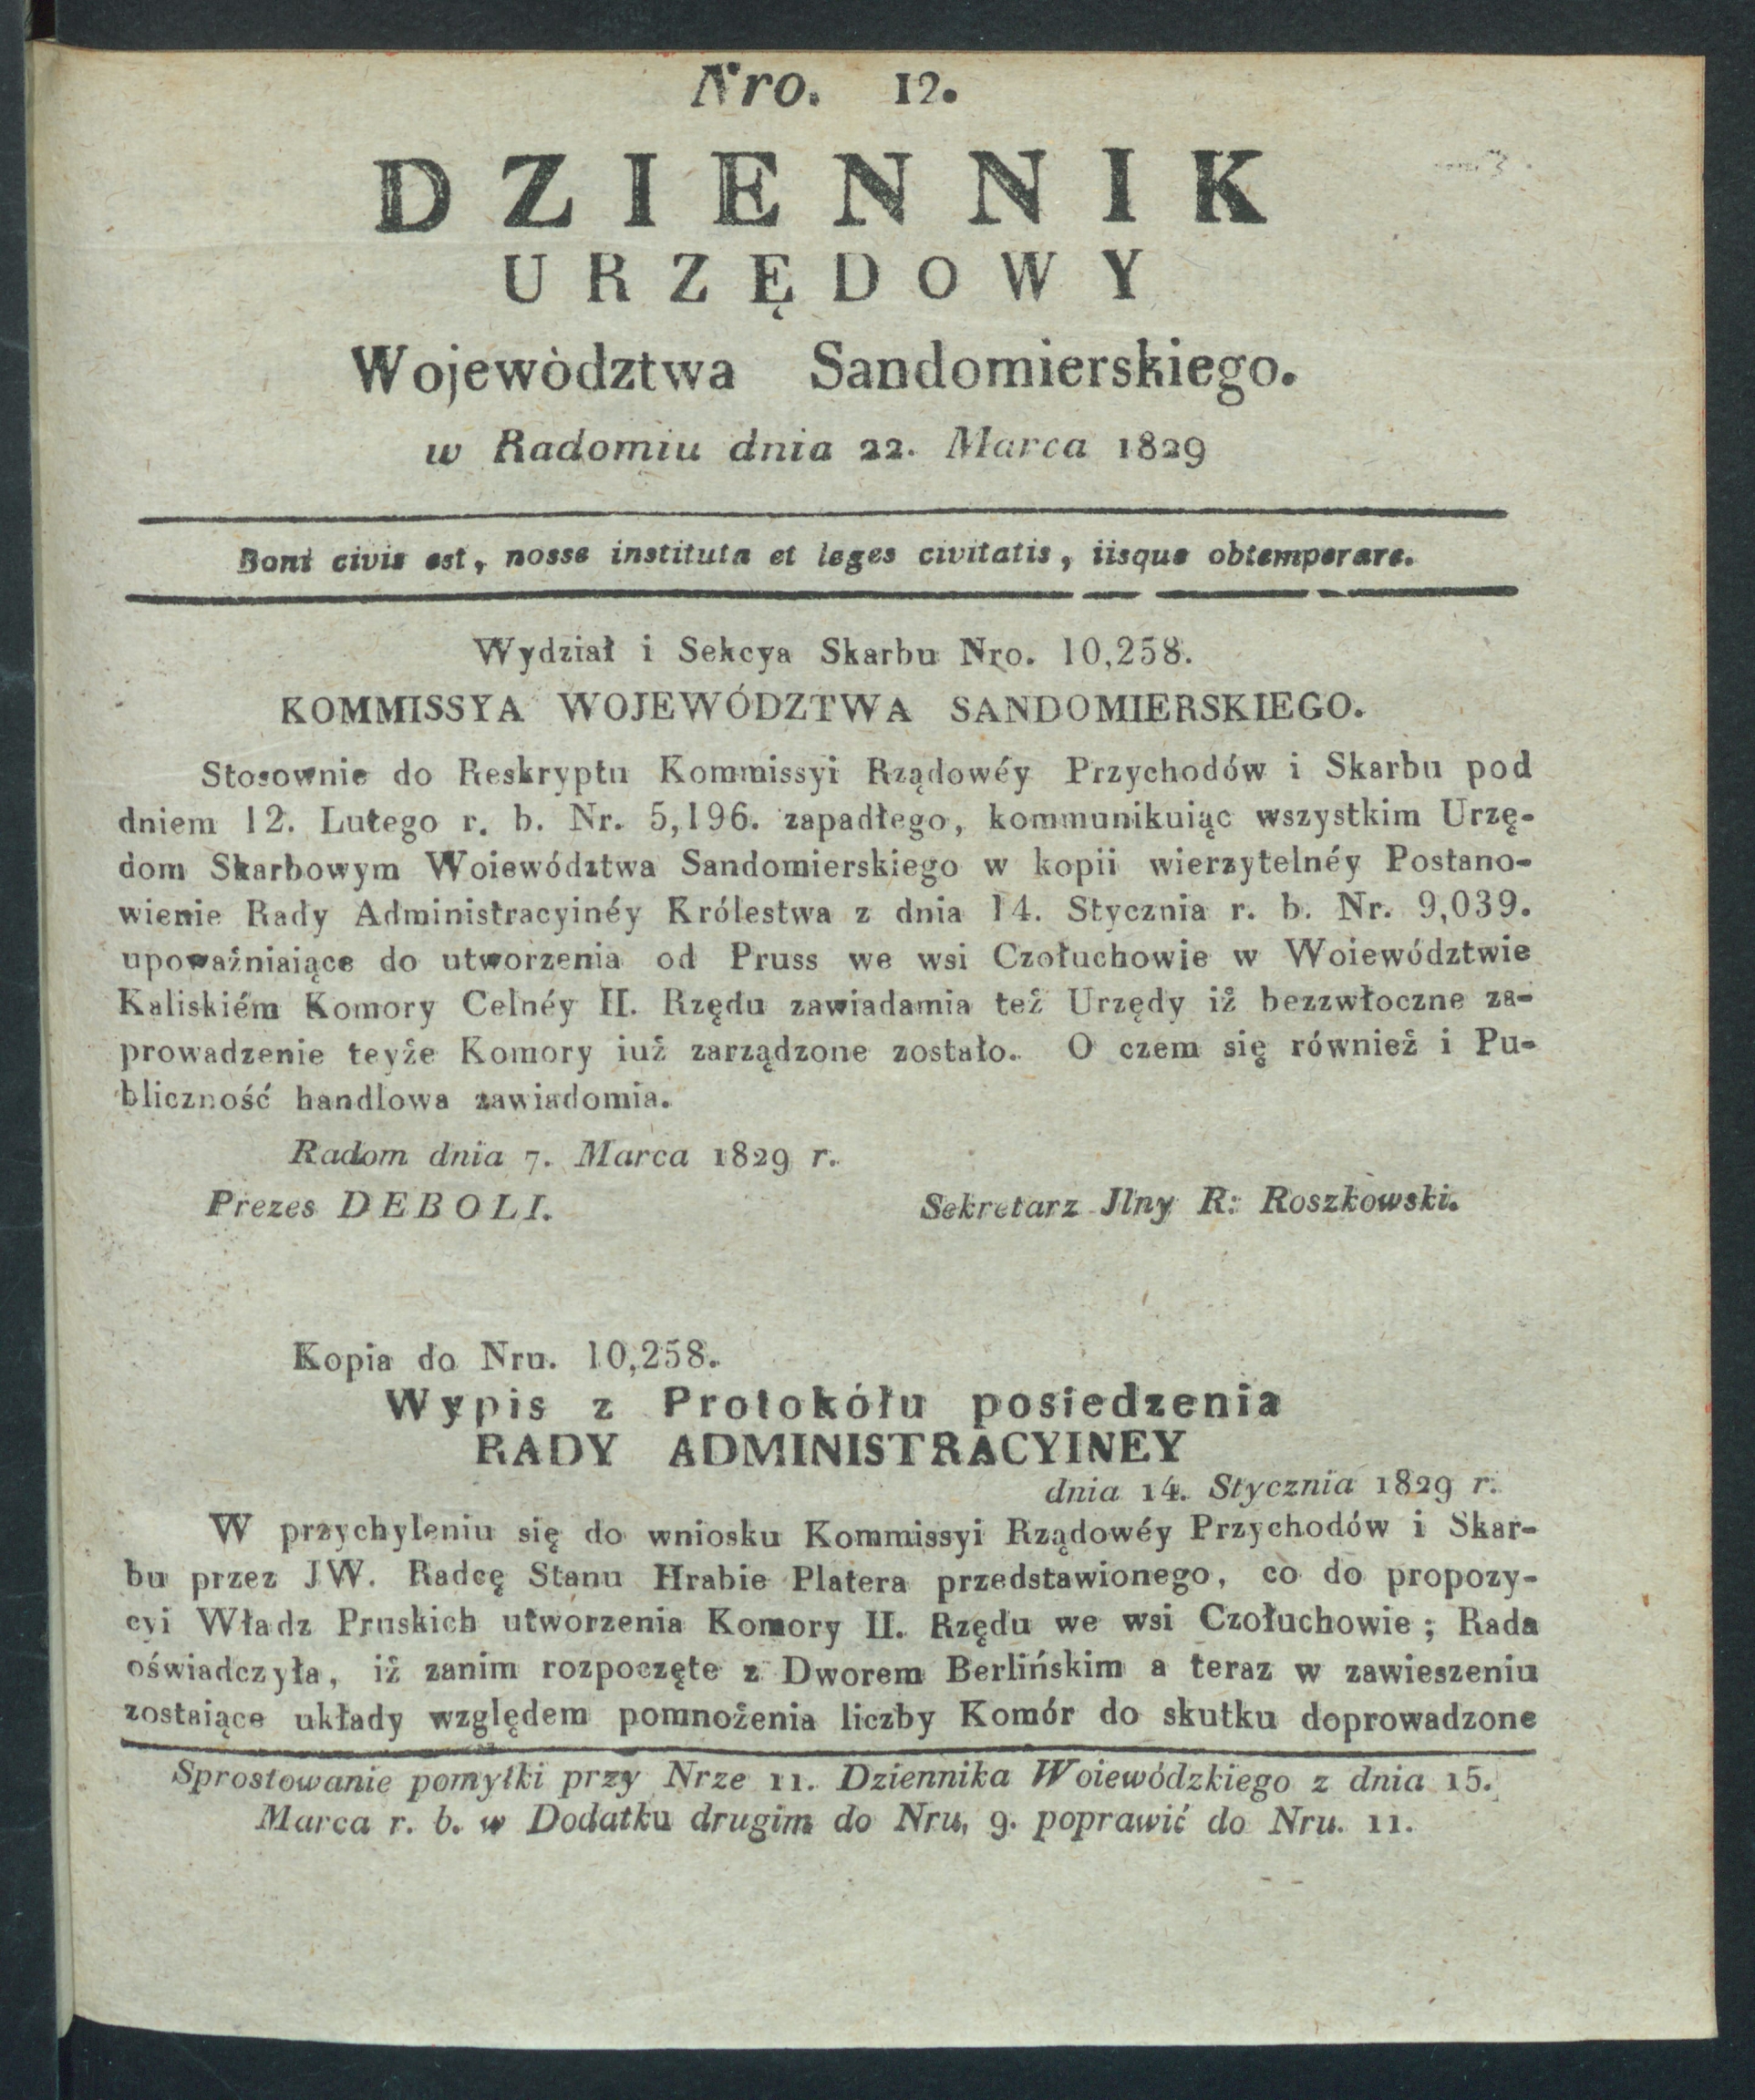 Nro. 12.
DZIENNIK
URZĘDOWY
Wojewòdztwa Sandomierskiego.
w Radomiu dnia 22. Marca 1829
Boni civis est, nosse instituta et leges civitatis, iisque obtemperare.
Wydział i Sekcya Skarbu Nro. 10,258.
KOMMISSYA WOJEWÓDZTWA SANDOMIERSKIEGO.
Stosownie do Reskryptu Kommissyi Rządowéy Przychodów i Skarbu pod
dniem 12. Lutego r. b. Nr. 5,196. zapadłego, kommunikuiąc wszystkim Urzę-
dom Skarbowym Woiewództwa Sandomierskiego w kopii wierzytelnéy Postano-
wienie Rady Administracyinéy Królestwa z dnia 14. Stycznia r. b. Nr. 9,039.
upoważniaiące do utworzenia od Pruss we wsi Czołuchowie w Woiewództwie
Kaliskiém Komory Celnéy II. Rzędu zawiadamia też Urzędy iż bezzwłoczne za-
prowadzenie teyże Komory iuż zarządzone zostało. O czem się również i Pu-
bliczność handlowa zawiadomia.
Radom dnia 7. Marca 1829 r.
Prezes DEBOLI. Sekretarz Jlny R: Roszkowski.
Kopia do Nru. 10,258.
Wypis z Protokółu posiedzenia
RADY ADMINISTRACYINEY
dnia 14. Stycznia 1829 r.
W przychyleniu się do wniosku Kommissyi Rządowéy Przychodów i Skar-
bu przez JW. Radcę Stanu Hrabie Platera przedstawionego, co do propozy-
cyi Władz Pruskich utworzenia Komory II. Rzędu we wsi Czołuchowie; Rada
oświadczyła, iż zanim rozpoczęte z Dworem Berlińskim a teraz w zawieszeniu
zostaiące układy względem pomnożenia liczby Komór do skutku doprowadzone
Sprostowanie pomyłki przy Nrze 11. Dziennika Woiewódzkiego z dnia 15.
Marca r. b. w Dodatku drugim do Nru, 9. poprawić do Nru. 11.